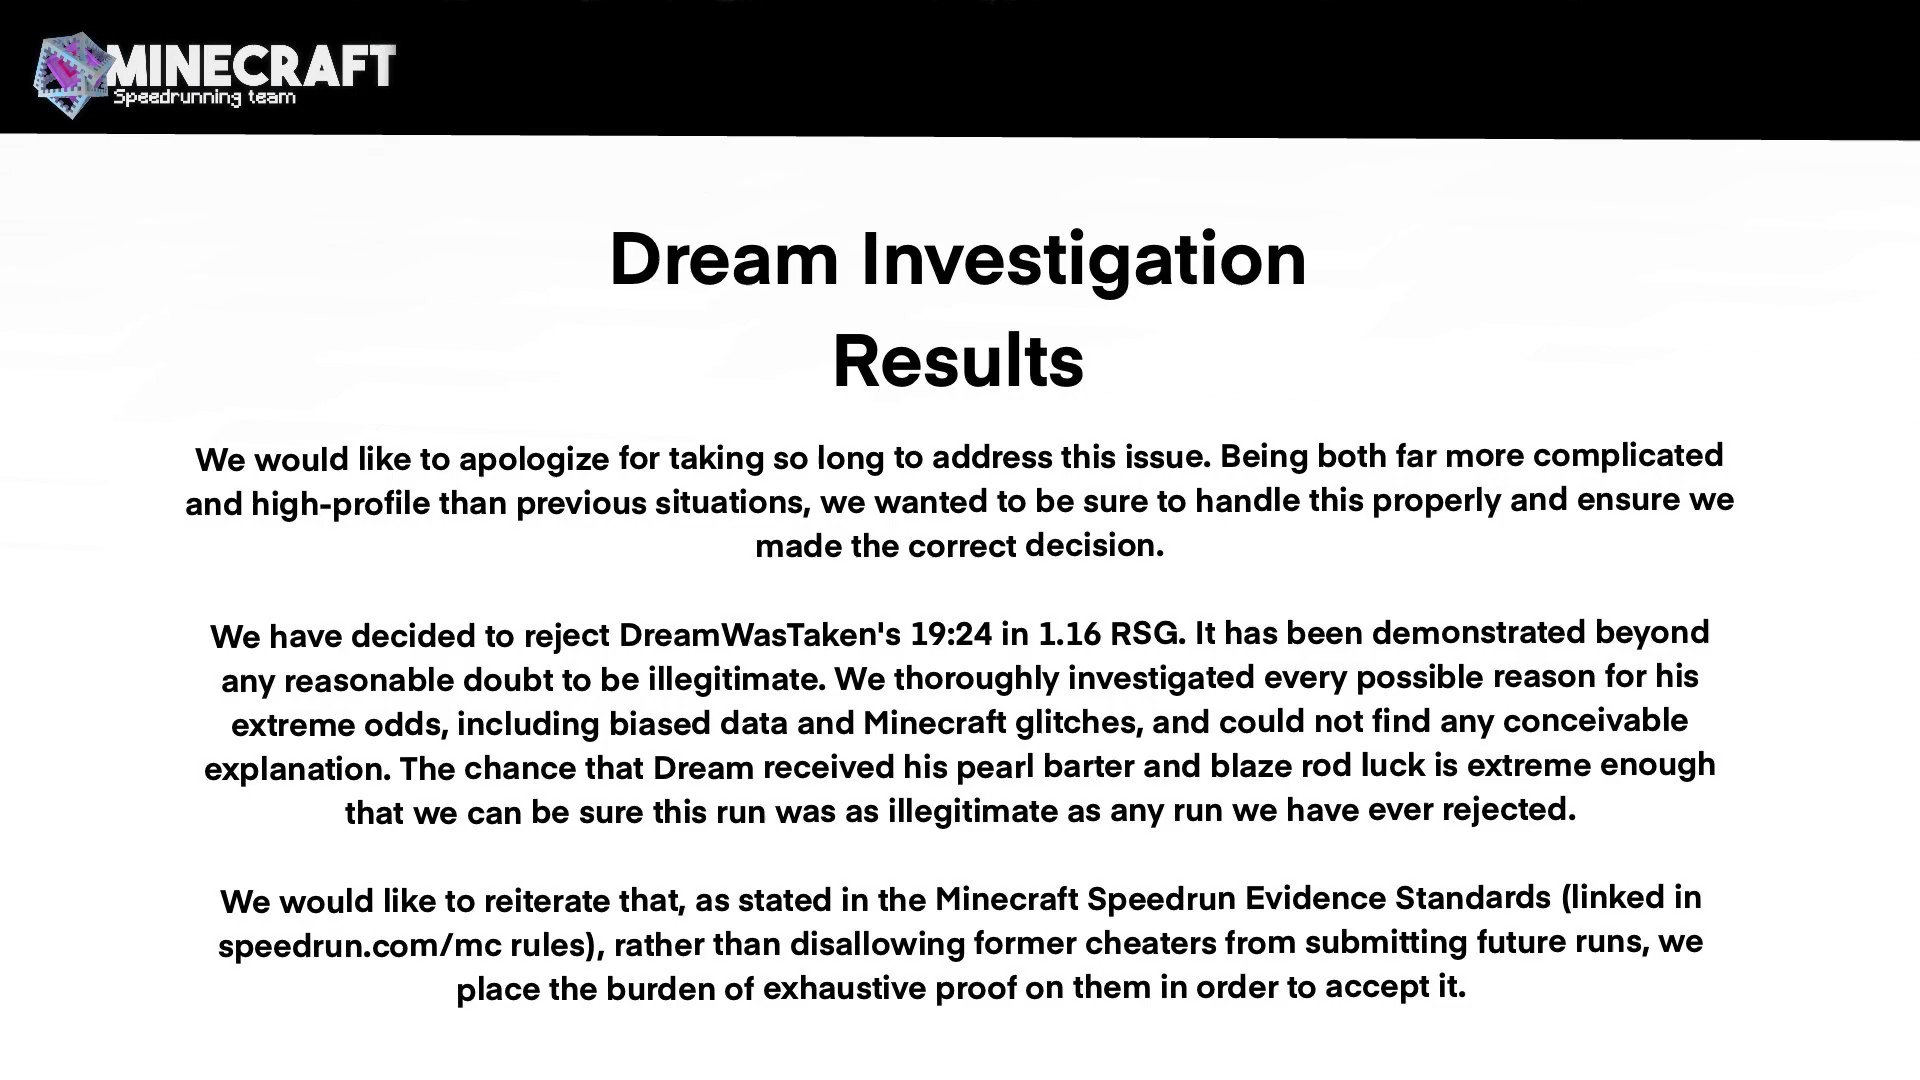 MINECRAFT
Speedrunning team
Dream Investigation
Results
We would like to apologize for taking so long to address this issue. Being both far more complicated
and high-profile than previous situations, we wanted to be sure to handle this properly and ensure we
made the correct decision.
We have decided to reject DreamWasTaken's 19:24 in 1.16 RSG. It has been demonstrated beyond
any reasonable doubt to be illegitimate. We thoroughly investigated every possible reason for his
extreme odds, including biased data and Minecraft glitches, and could not find any conceivable
explanation. The chance that Dream received his pearl barter and blaze rod luck is extreme enough
that we can be sure this run was as illegitimate as any run we have ever rejected.
We would like to reiterate that, as stated in the Minecraft Speedrun Evidence Standards (linked in
speedrun.com/mc rules), rather than disallowing former cheaters from submitting future runs, we
place the burden of exhaustive proof on them in order to accept it.